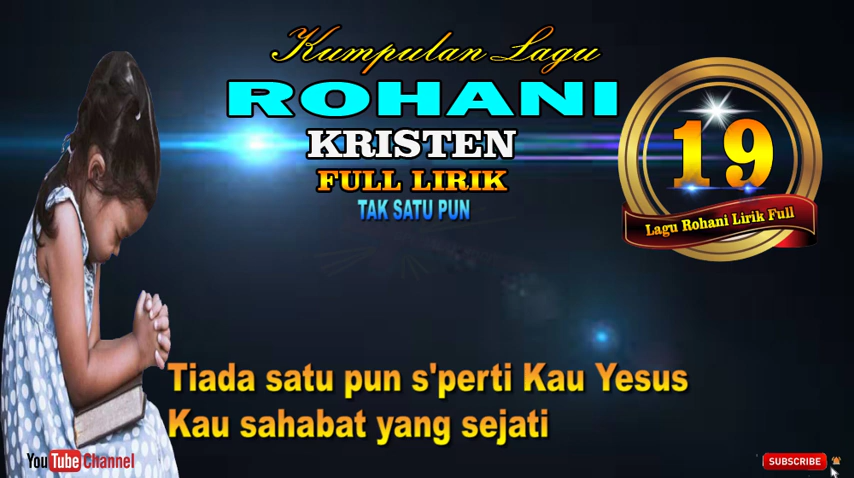 Kumpulan Lagu
ROHANI
KRISTEN
FULL LIRIK
TAK SATU PUN
19
Lagu Rohani Lirik Full
Tiada satu pun s'perti Kau Yesus
Kau sahabat yang sejati
YouTube Channel
SUBSCRIBE